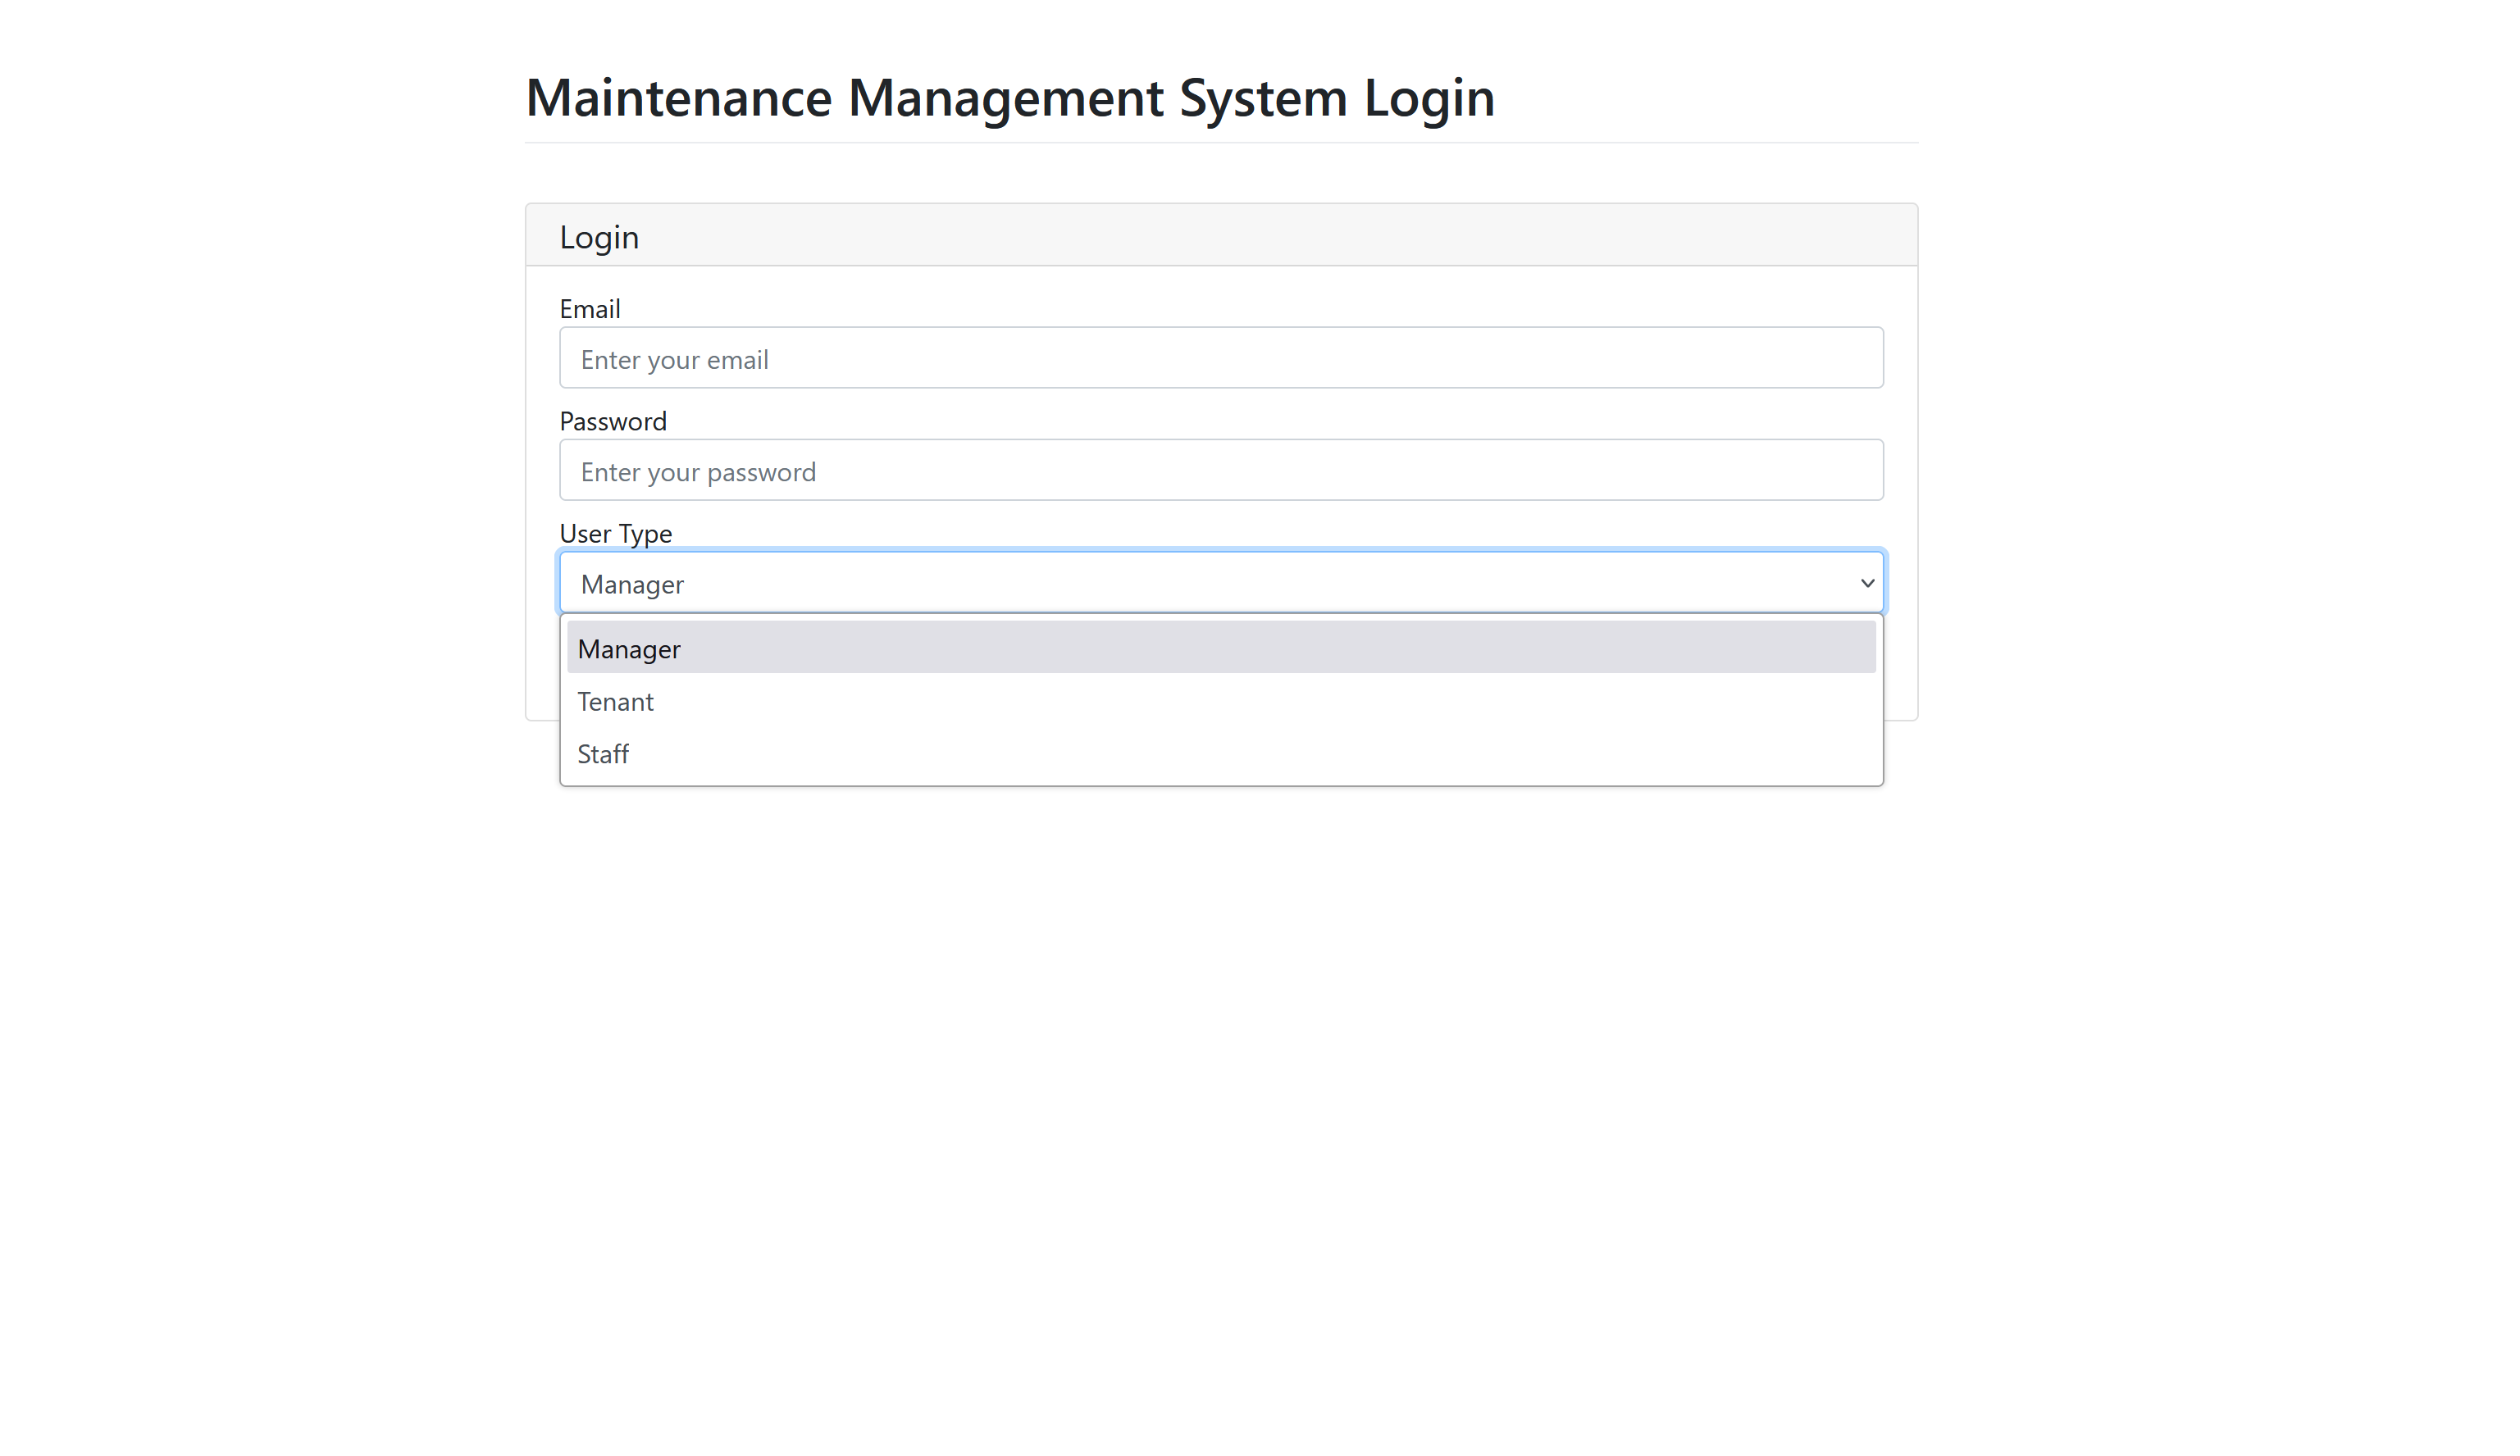 Maintenance Management System Login
Login
Email
Enter your email
Password
Enter your password
User Type
Manager
Manager
Tenant
Staff